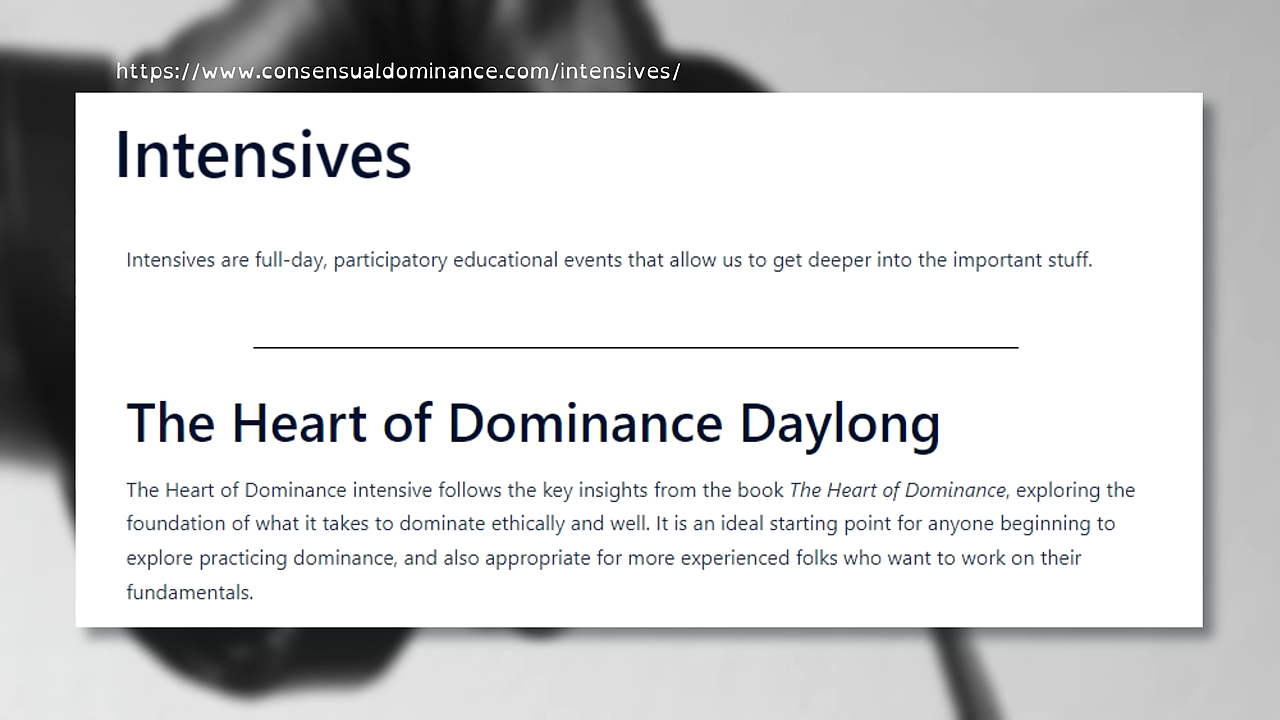 https://www.consensualdominance.com/intensives/
Intensives
Intensives are full-day, participatory educational events that allow us to get deeper into the important stuff.
The Heart of Dominance Daylong
The Heart of Dominance intensive follows the key insights from the book The Heart of Dominance, exploring the
foundation of what it takes to dominate ethically and well. It is an ideal starting point for anyone beginning to
explore practicing dominance, and also appropriate for more experienced folks who want to work on their
fundamentals.